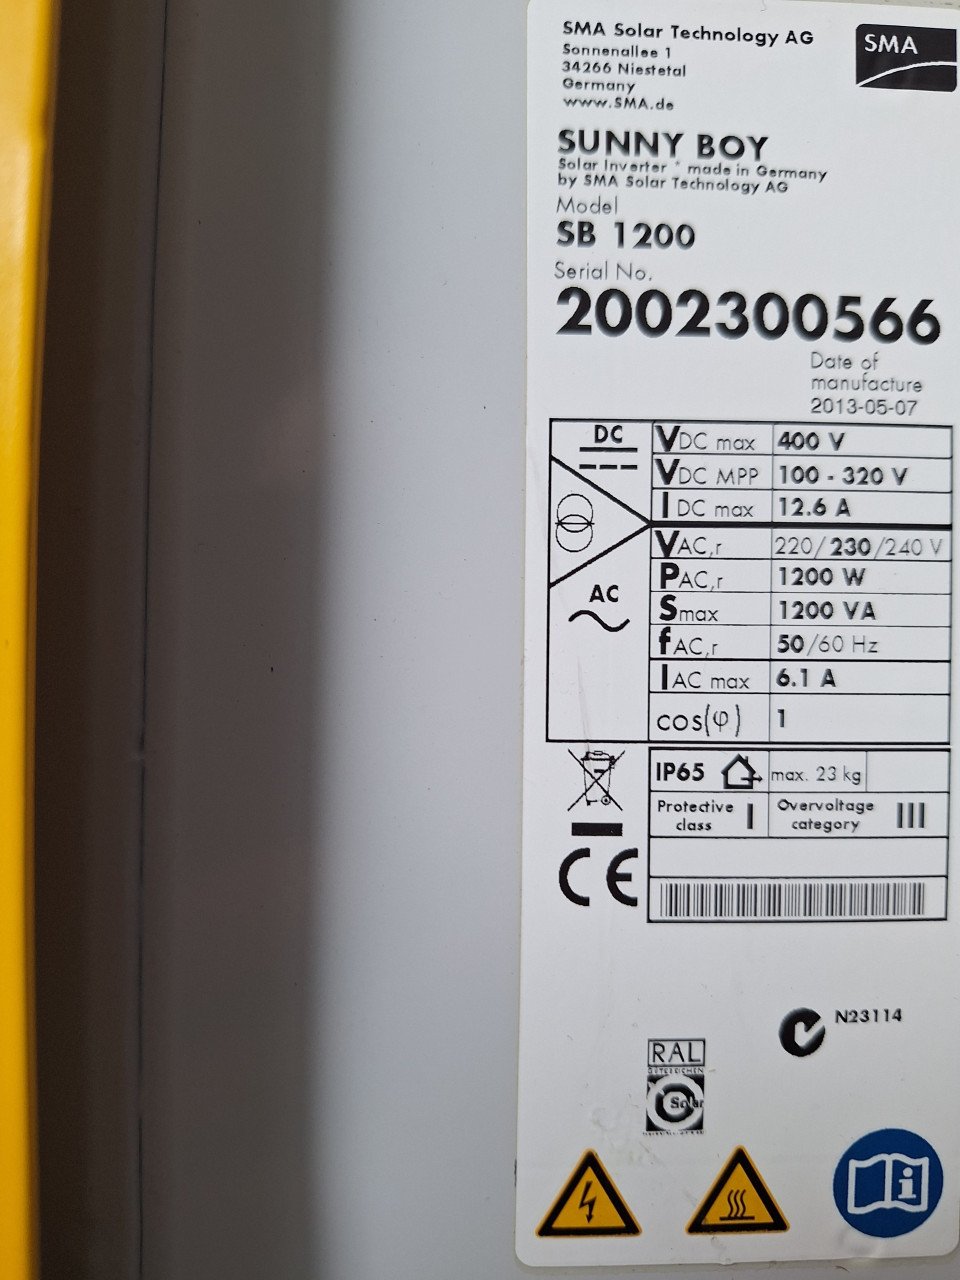 SMA Solar Technology AG
Sonnenallee 1
34266 Niestetal
Germany
www.SMA.de
SMA
SUNNY BOY
Solar Inverter * made in Germany
by SMA Solar Technology AG
Model
SB 1200
Serial No.
2002300566
Date of
manufacture
2013-05-07
DC
VDC max 400 V
VDC MPP 100 - 320 V
IDC max 12.6 A
VAC,r 220/230/240 V
PAC,r 1200 W
AC
Smax 1200 VA
fAC,r 50/60 Hz
IAC max 6.1 A
cos(φ) 1
IP65 max. 23 kg
Protective class I
Overvoltage category III
CE
N23114
RAL
GÜTEZEICHEN
Solar
i